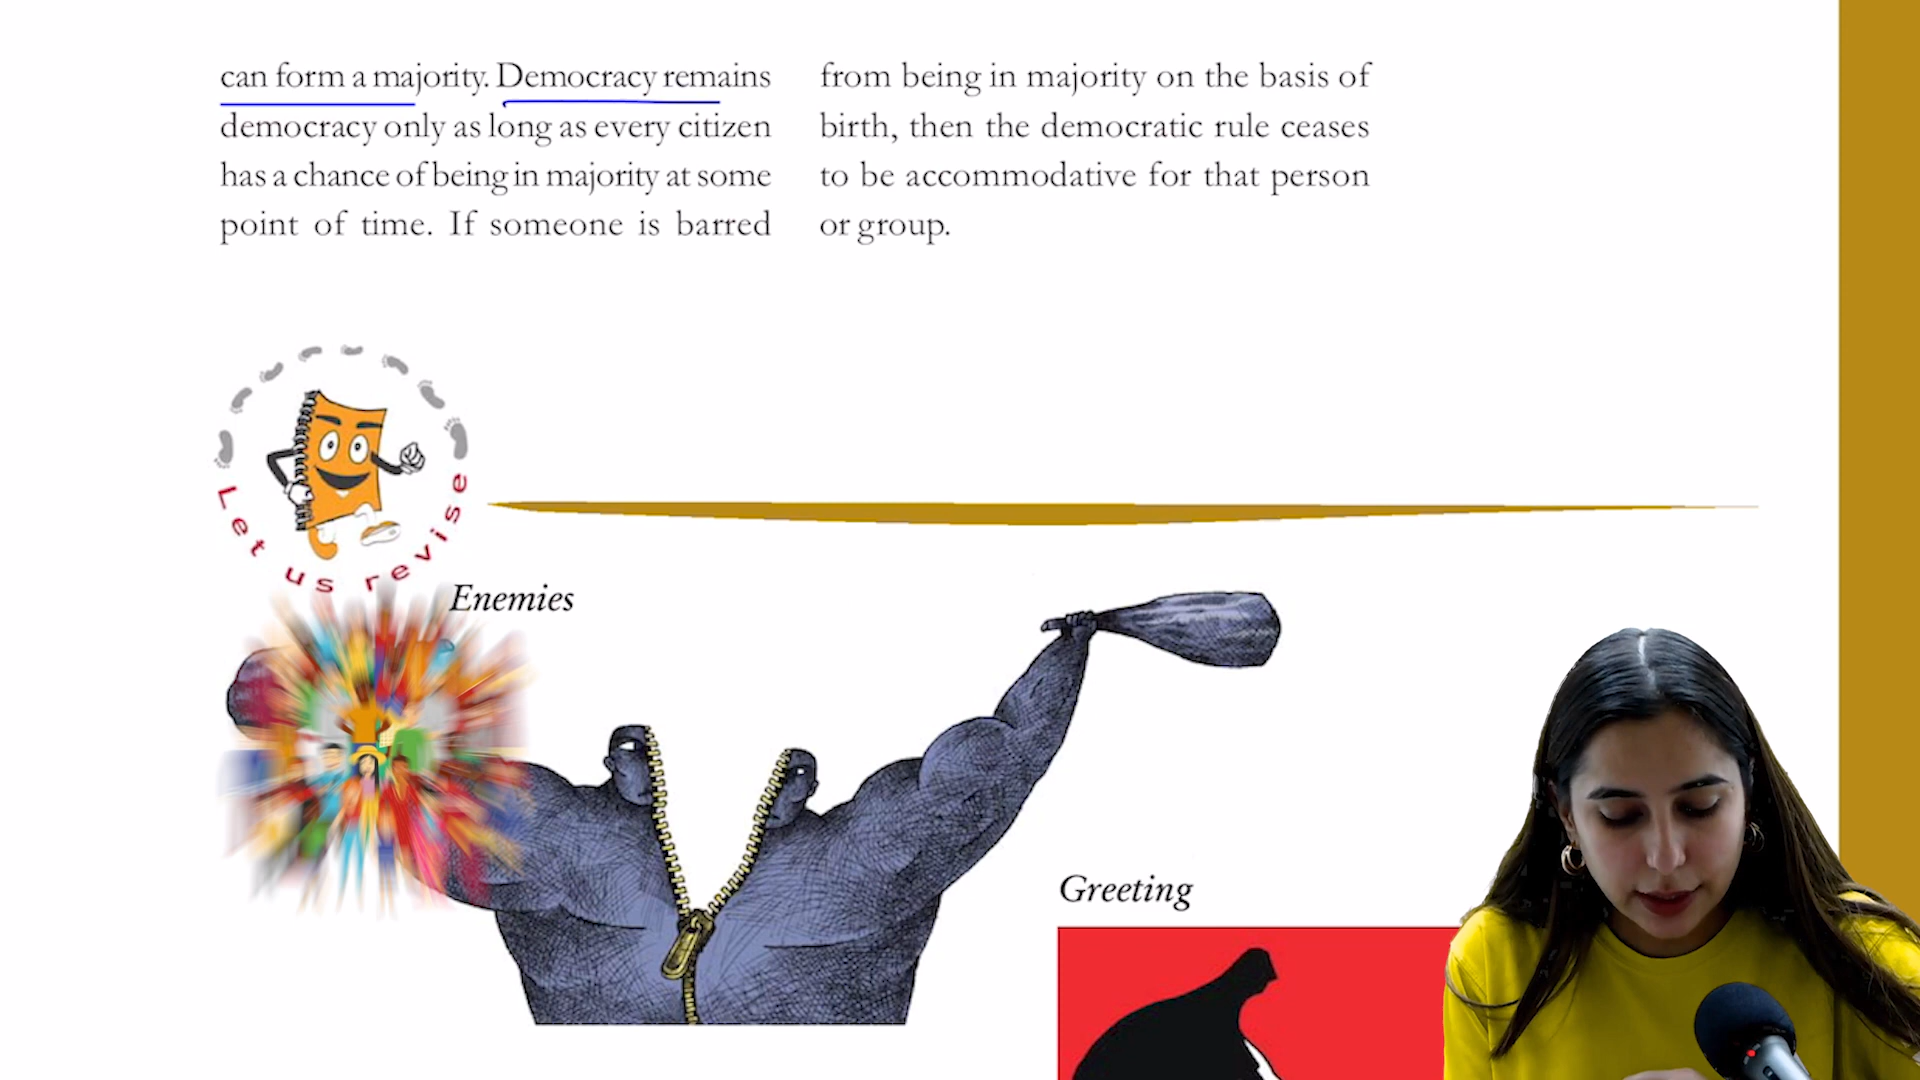 can form a majority. Democracy remains
democracy only as long as every citizen
has a chance of being in majority at some
point of time. If someone is barred
from being in majority on the basis of
birth, then the democratic rule ceases
to be accommodative for that person
or group.
Let us revise
Enemies
Greeting